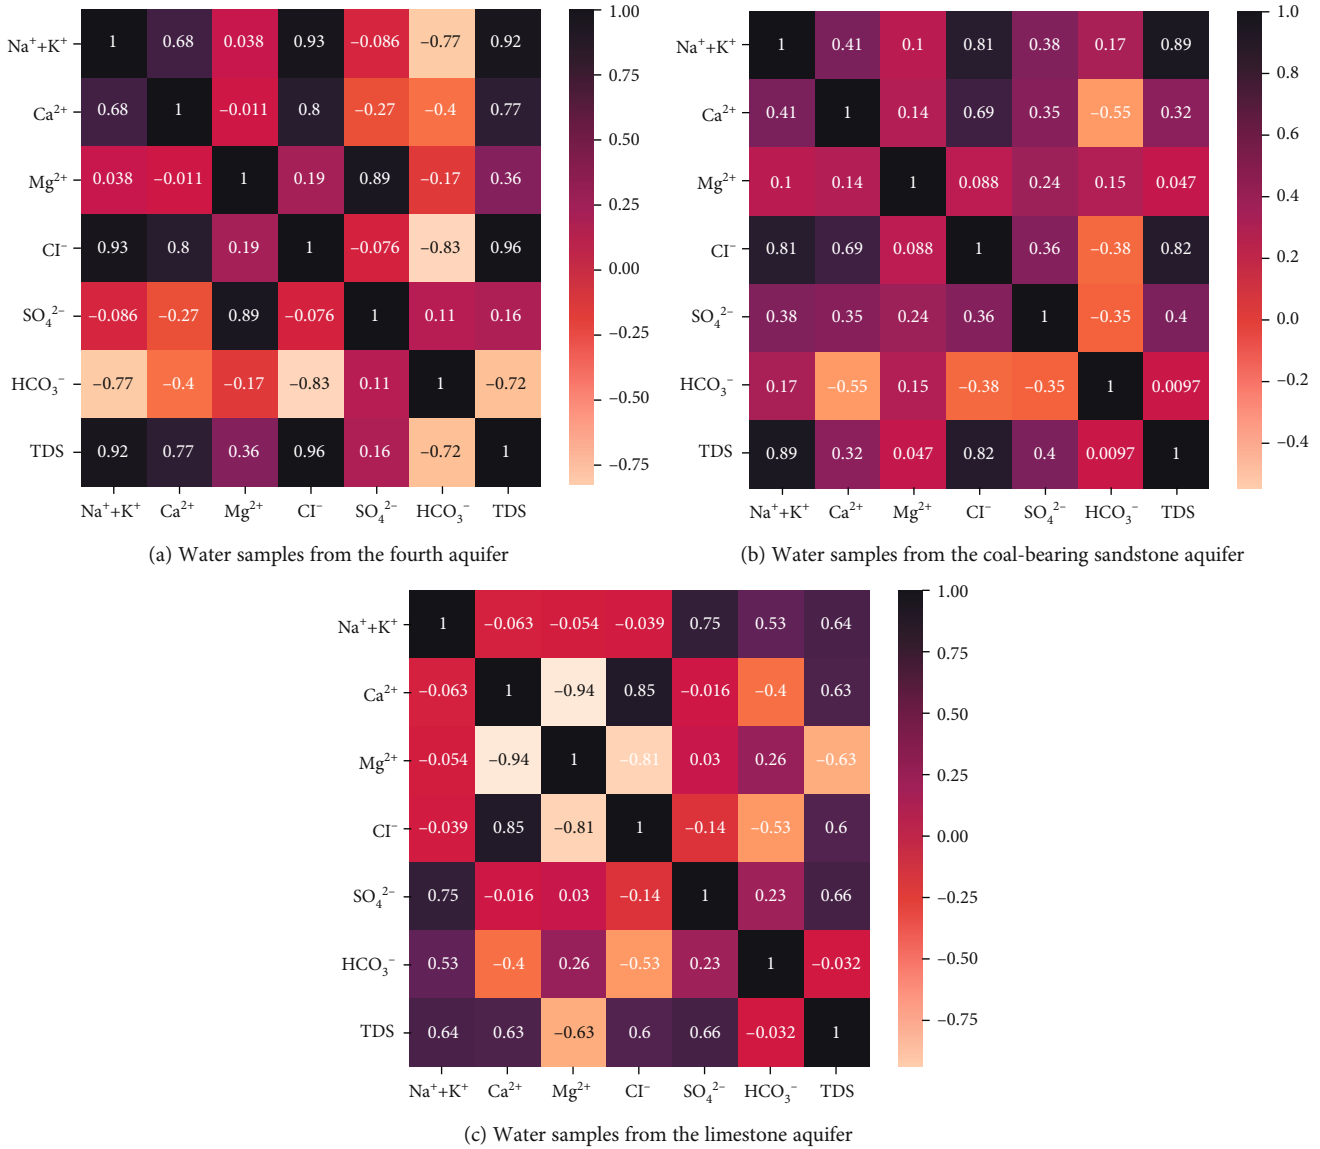 Na⁺+K⁺ 1 0.68 0.038 0.93 −0.086 −0.77 0.92
Ca²⁺ 0.68 1 −0.011 0.8 −0.27 −0.4 0.77
Mg²⁺ 0.038 −0.011 1 0.19 0.89 −0.17 0.36
CI⁻ 0.93 0.8 0.19 1 −0.076 −0.83 0.96
SO₄²⁻ −0.086 −0.27 0.89 −0.076 1 0.11 0.16
HCO₃⁻ −0.77 −0.4 −0.17 −0.83 0.11 1 −0.72
TDS 0.92 0.77 0.36 0.96 0.16 −0.72 1
Na⁺+K⁺ Ca²⁺ Mg²⁺ CI⁻ SO₄²⁻ HCO₃⁻ TDS
1.00
0.75
0.50
0.25
0.00
−0.25
−0.50
−0.75
(a) Water samples from the fourth aquifer
Na⁺+K⁺ 1 0.41 0.1 0.81 0.38 0.17 0.89
Ca²⁺ 0.41 1 0.14 0.69 0.35 −0.55 0.32
Mg²⁺ 0.1 0.14 1 0.088 0.24 0.15 0.047
CI⁻ 0.81 0.69 0.088 1 0.36 −0.38 0.82
SO₄²⁻ 0.38 0.35 0.24 0.36 1 −0.35 0.4
HCO₃⁻ 0.17 −0.55 0.15 −0.38 −0.35 1 0.0097
TDS 0.89 0.32 0.047 0.82 0.4 0.0097 1
Na⁺+K⁺ Ca²⁺ Mg²⁺ CI⁻ SO₄²⁻ HCO₃⁻ TDS
1.0
0.8
0.6
0.4
0.2
0.0
−0.2
−0.4
(b) Water samples from the coal-bearing sandstone aquifer
Na⁺+K⁺ 1 −0.063 −0.054 −0.039 0.75 0.53 0.64
Ca²⁺ −0.063 1 −0.94 0.85 −0.016 −0.4 0.63
Mg²⁺ −0.054 −0.94 1 −0.81 0.03 0.26 −0.63
CI⁻ −0.039 0.85 −0.81 1 −0.14 −0.53 0.6
SO₄²⁻ 0.75 −0.016 0.03 −0.14 1 0.23 0.66
HCO₃⁻ 0.53 −0.4 0.26 −0.53 0.23 1 −0.032
TDS 0.64 0.63 −0.63 0.6 0.66 −0.032 1
Na⁺+K⁺ Ca²⁺ Mg²⁺ CI⁻ SO₄²⁻ HCO₃⁻ TDS
1.00
0.75
0.50
0.25
0.00
−0.25
−0.50
−0.75
(c) Water samples from the limestone aquifer